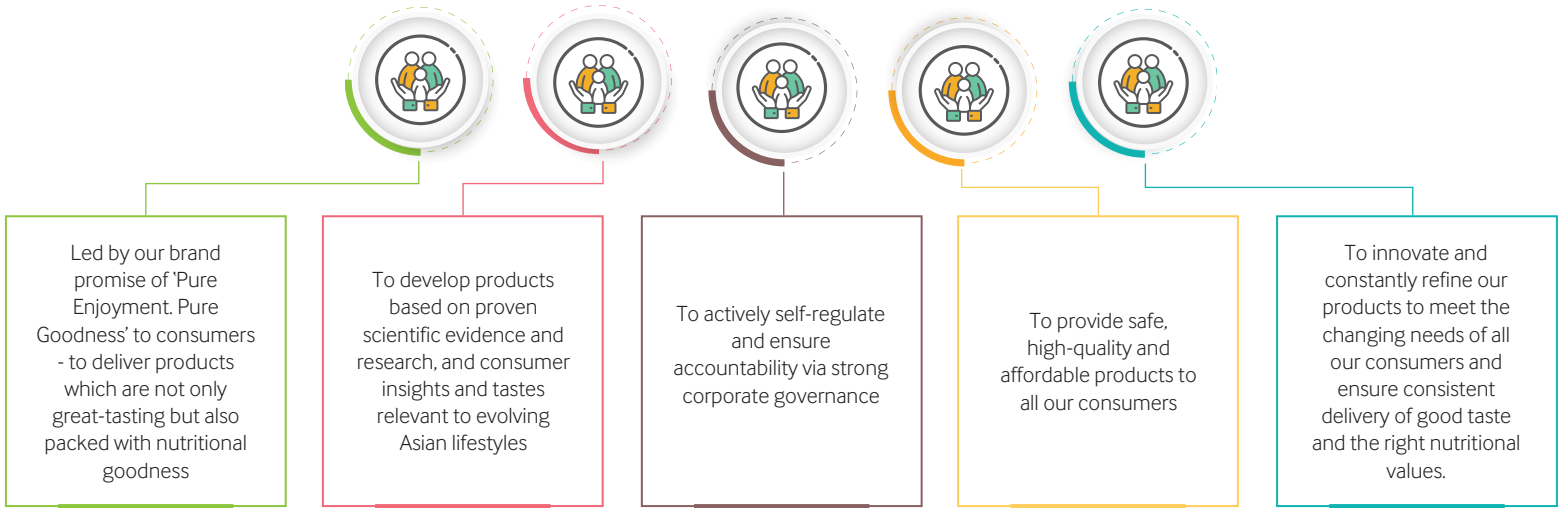 Led by our brand
promise of ‘Pure
Enjoyment. Pure
Goodness’ to consumers
- to deliver products
which are not only
great-tasting but also
packed with nutritional
goodness
To develop products
based on proven
scientific evidence and
research, and consumer
insights and tastes
relevant to evolving
Asian lifestyles
To actively self-regulate
and ensure
accountability via strong
corporate governance
To provide safe,
high-quality and
affordable products to
all our consumers
To innovate and
constantly refine our
products to meet the
changing needs of all
our consumers and
ensure consistent
delivery of good taste
and the right nutritional
values.